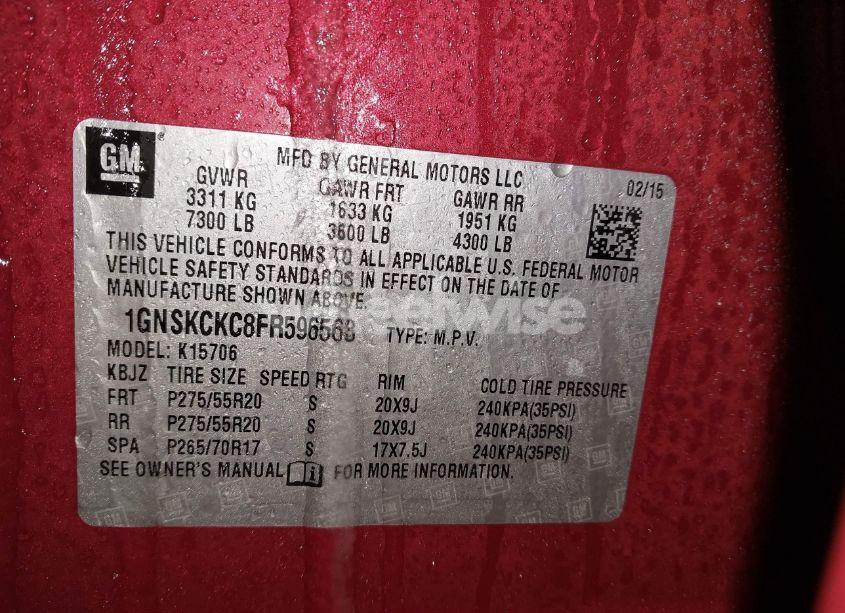 GM
MFD BY GENERAL MOTORS LLC
02/15
GVWR GAWR FRT GAWR RR
3311 KG 1633 KG 1951 KG
7300 LB 3600 LB 4300 LB
THIS VEHICLE CONFORMS TO ALL APPLICABLE U.S. FEDERAL MOTOR
VEHICLE SAFETY STANDARDS IN EFFECT ON THE DATE OF
MANUFACTURE SHOWN ABOVE.
1GNSKCKC8FR596568 TYPE: M.P.V.
MODEL: K15706
KBJZ TIRE SIZE SPEED RTG RIM COLD TIRE PRESSURE
FRT P275/55R20 S 20X9J 240KPA(35PSI)
RR P275/55R20 S 20X9J 240KPA(35PSI)
SPA P265/70R17 S 17X7.5J 240KPA(35PSI)
SEE OWNER'S MANUAL FOR MORE INFORMATION.